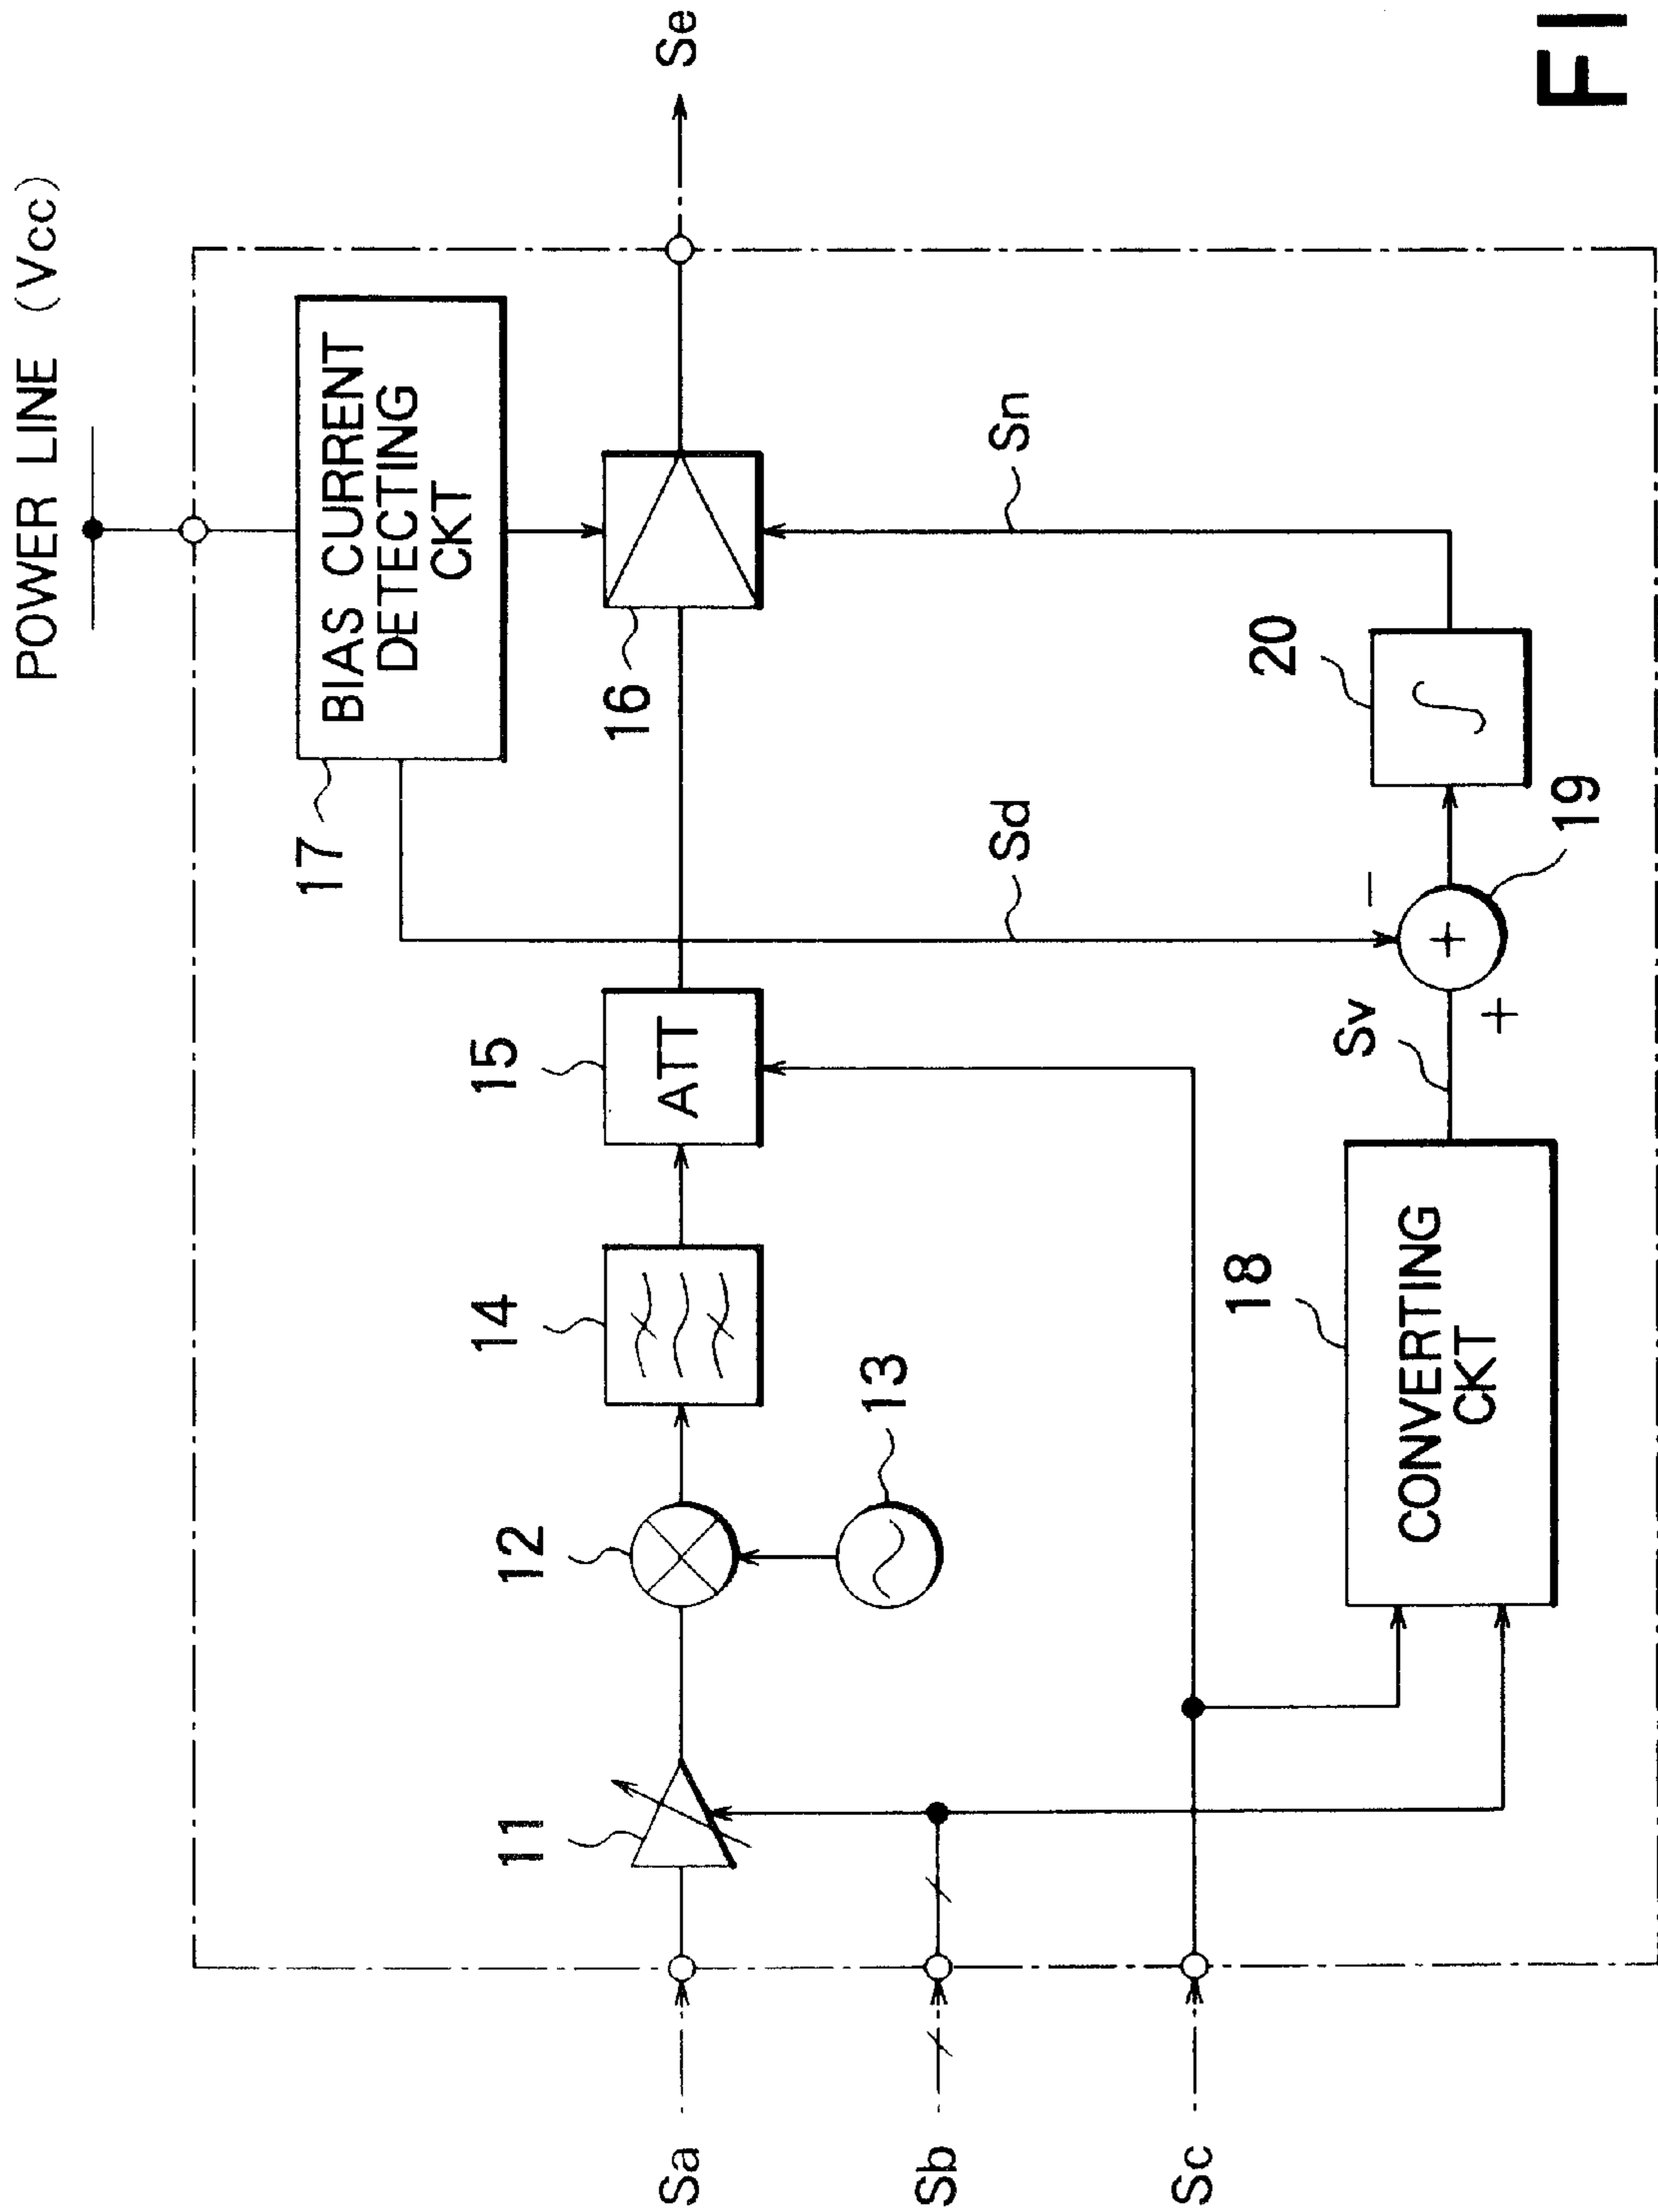 POWER LINE (Vcc)
17
BIAS CURRENT
DETECTING
CKT
11
12
14
15
16
Sa
ATT
Se
13
Sb
Sd
Sn
Sc
18
20
Sv
−
CONVERTING
CKT
+
+
19
FI